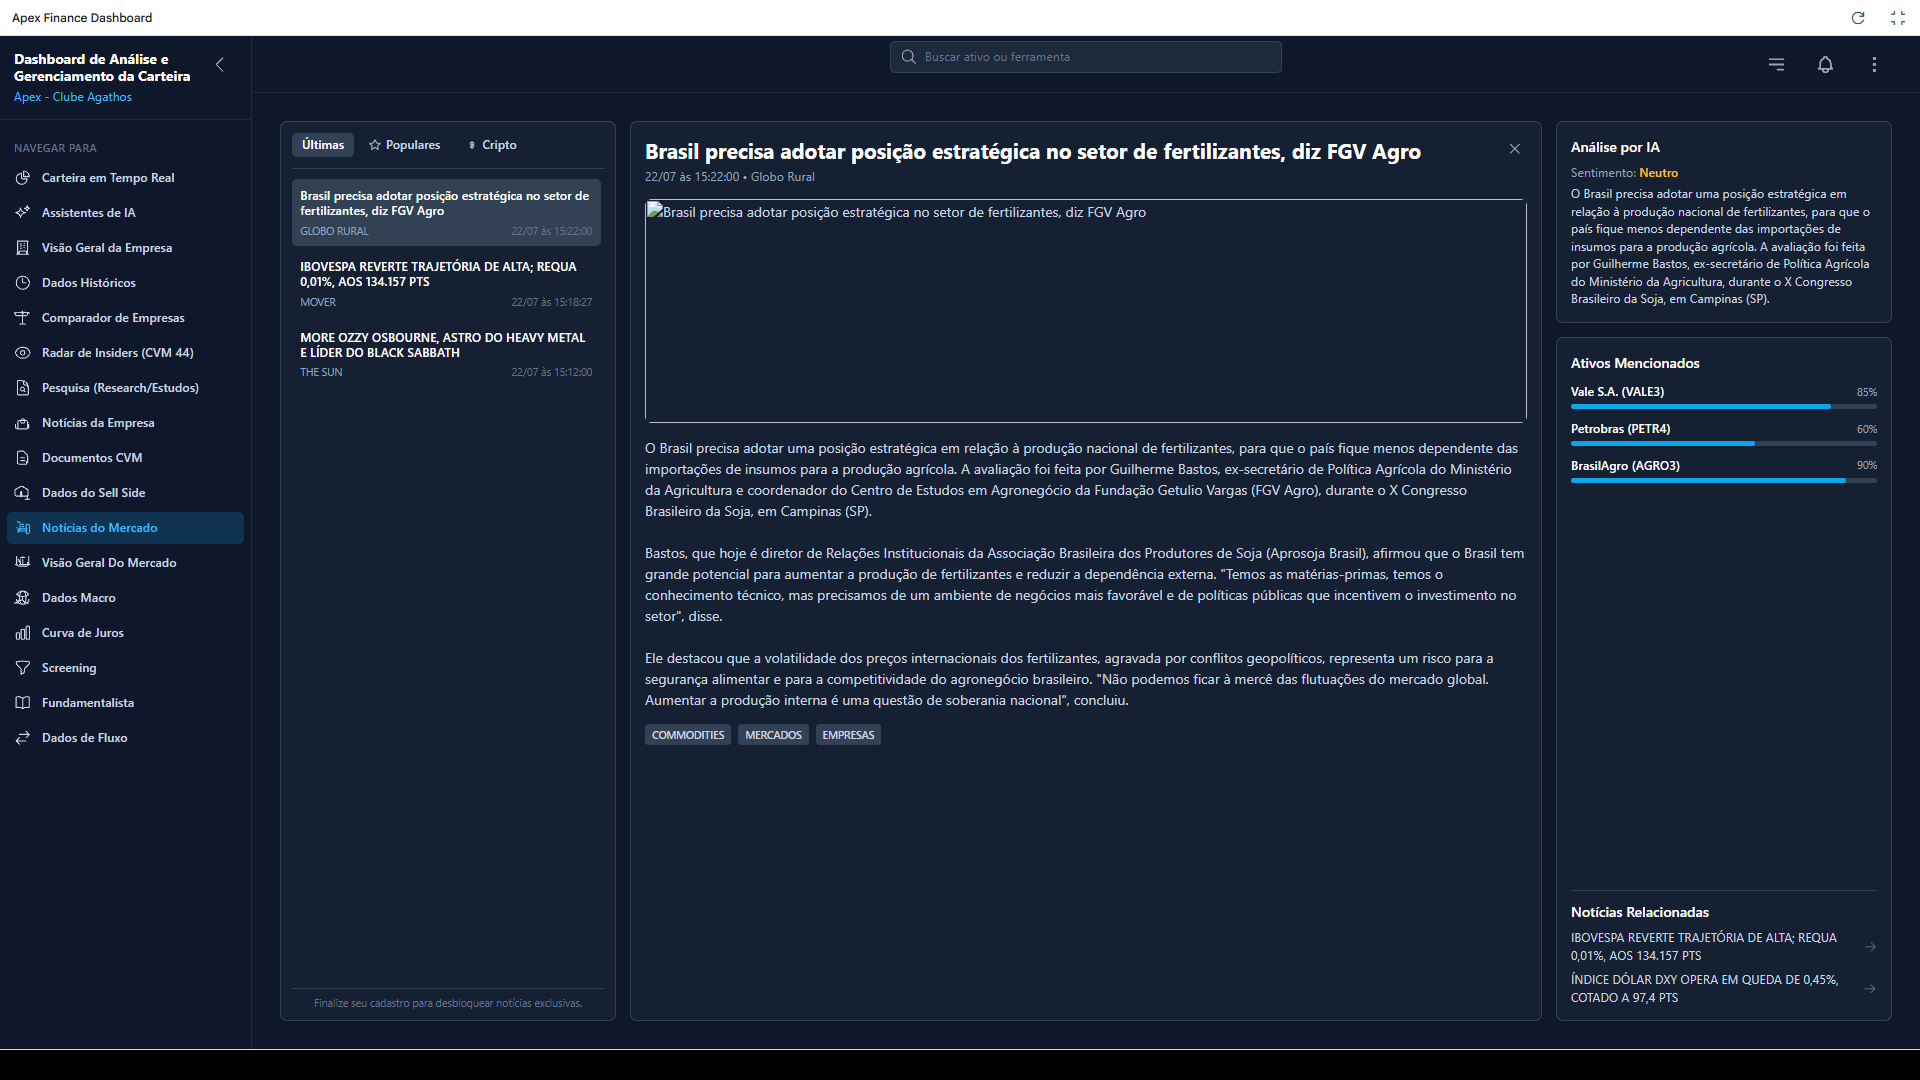 Apex Finance Dashboard
Dashboard de Análise e
Gerenciamento da Carteira
Apex - Clube Agathos
Buscar ativo ou ferramenta
NAVEGAR PARA
Carteira em Tempo Real
Assistentes de IA
Visão Geral da Empresa
Dados Históricos
Comparador de Empresas
Radar de Insiders (CVM 44)
Pesquisa (Research/Estudos)
Notícias da Empresa
Documentos CVM
Dados do Sell Side
Notícias do Mercado
Visão Geral Do Mercado
Dados Macro
Curva de Juros
Screening
Fundamentalista
Dados de Fluxo
Últimas
Populares
Cripto
Brasil precisa adotar posição estratégica no setor de
fertilizantes, diz FGV Agro
GLOBO RURAL
22/07 às 15:22:00
IBOVESPA REVERTE TRAJETÓRIA DE ALTA; REQUA
0,01%, AOS 134.157 PTS
MOVER
22/07 às 15:18:27
MORE OZZY OSBOURNE, ASTRO DO HEAVY METAL
E LÍDER DO BLACK SABBATH
THE SUN
22/07 às 15:12:00
Finalize seu cadastro para desbloquear notícias exclusivas.
Brasil precisa adotar posição estratégica no setor de fertilizantes, diz FGV Agro
22/07 às 15:22:00 • Globo Rural
Brasil precisa adotar posição estratégica no setor de fertilizantes, diz FGV Agro
O Brasil precisa adotar uma posição estratégica em relação à produção nacional de fertilizantes, para que o país fique menos dependente das
importações de insumos para a produção agrícola. A avaliação foi feita por Guilherme Bastos, ex-secretário de Política Agrícola do Ministério
da Agricultura e coordenador do Centro de Estudos em Agronegócio da Fundação Getulio Vargas (FGV Agro), durante o X Congresso
Brasileiro da Soja, em Campinas (SP).
Bastos, que hoje é diretor de Relações Institucionais da Associação Brasileira dos Produtores de Soja (Aprosoja Brasil), afirmou que o Brasil tem
grande potencial para aumentar a produção de fertilizantes e reduzir a dependência externa. "Temos as matérias-primas, temos o
conhecimento técnico, mas precisamos de um ambiente de negócios mais favorável e de políticas públicas que incentivem o investimento no
setor", disse.
Ele destacou que a volatilidade dos preços internacionais dos fertilizantes, agravada por conflitos geopolíticos, representa um risco para a
segurança alimentar e para a competitividade do agronegócio brasileiro. "Não podemos ficar à mercê das flutuações do mercado global.
Aumentar a produção interna é uma questão de soberania nacional", concluiu.
COMMODITIES
MERCADOS
EMPRESAS
Análise por IA
Sentimento: Neutro
O Brasil precisa adotar uma posição estratégica em
relação à produção nacional de fertilizantes, para que o
país fique menos dependente das importações de
insumos para a produção agrícola. A avaliação foi feita
por Guilherme Bastos, ex-secretário de Política Agrícola
do Ministério da Agricultura, durante o X Congresso
Brasileiro da Soja, em Campinas (SP).
Ativos Mencionados
Vale S.A. (VALE3)
85%
Petrobras (PETR4)
60%
BrasilAgro (AGRO3)
90%
Notícias Relacionadas
IBOVESPA REVERTE TRAJETÓRIA DE ALTA; REQUA
0,01%, AOS 134.157 PTS
ÍNDICE DÓLAR DXY OPERA EM QUEDA DE 0,45%,
COTADO A 97,4 PTS